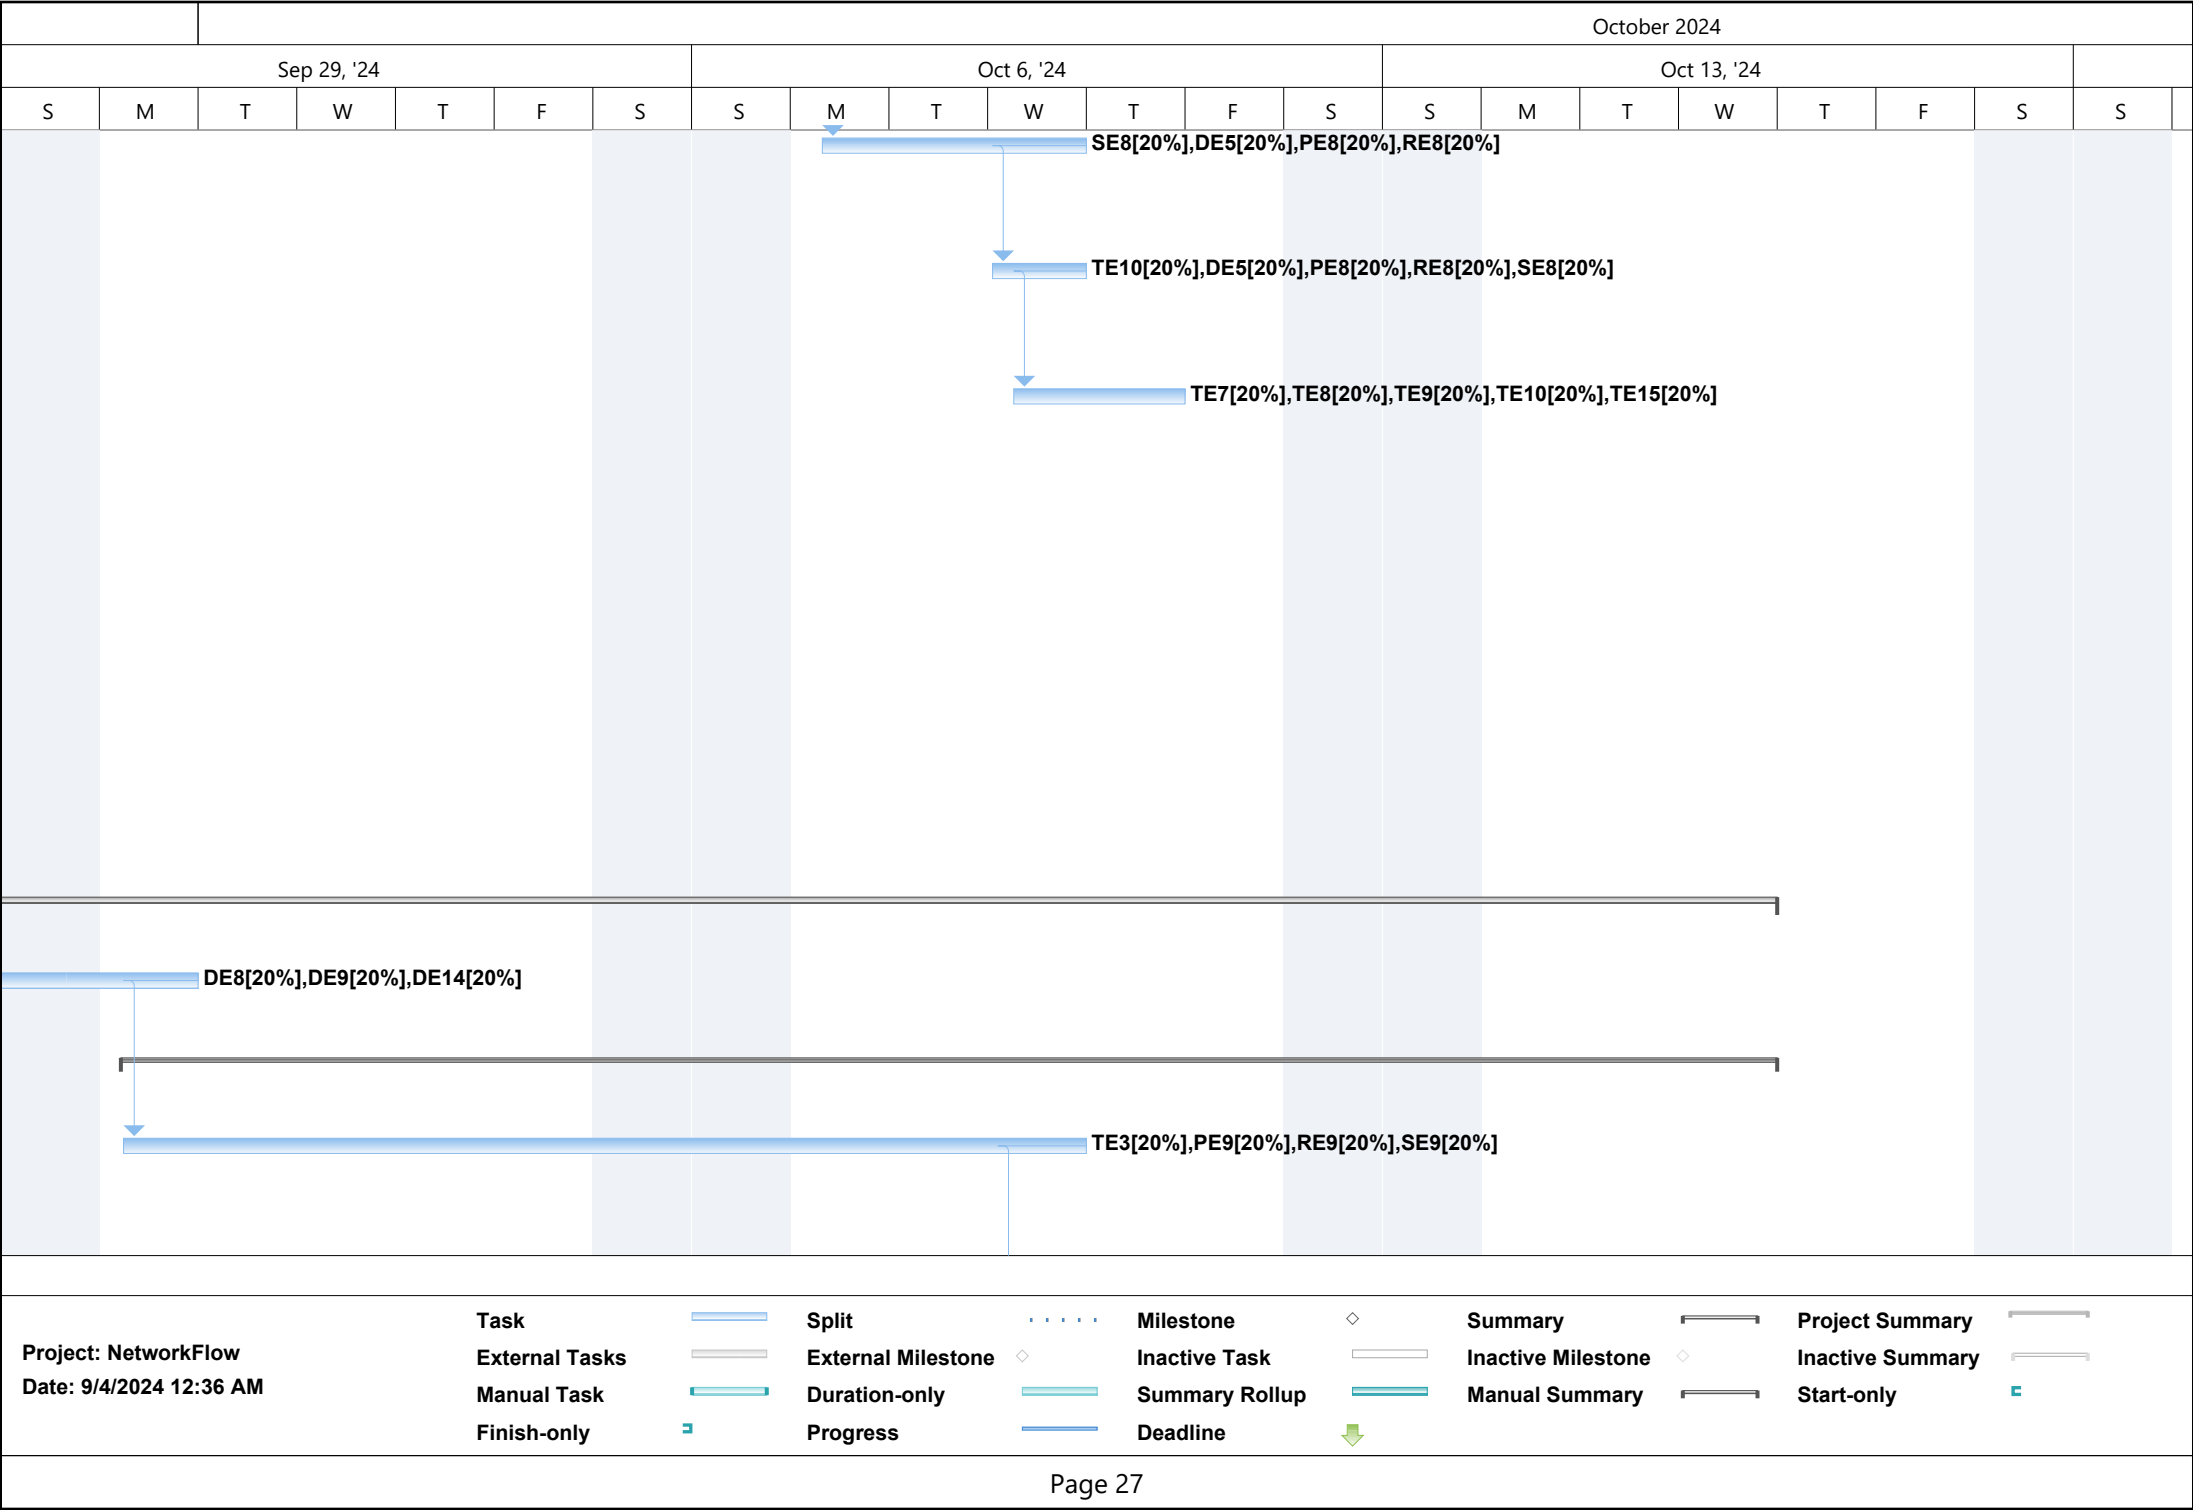 October 2024
Sep 29, '24 Oct 6, '24 Oct 13, '24
S M T W T F S S M T W T F S S M T W T F S S
SE8[20%],DE5[20%],PE8[20%],RE8[20%]
TE10[20%],DE5[20%],PE8[20%],RE8[20%],SE8[20%]
TE7[20%],TE8[20%],TE9[20%],TE10[20%],TE15[20%]
DE8[20%],DE9[20%],DE14[20%]
TE3[20%],PE9[20%],RE9[20%],SE9[20%]
Project: NetworkFlow
Date: 9/4/2024 12:36 AM
Task Split Milestone Summary Project Summary
External Tasks External Milestone Inactive Task Inactive Milestone Inactive Summary
Manual Task Duration-only Summary Rollup Manual Summary Start-only
Finish-only Progress Deadline
Page 27